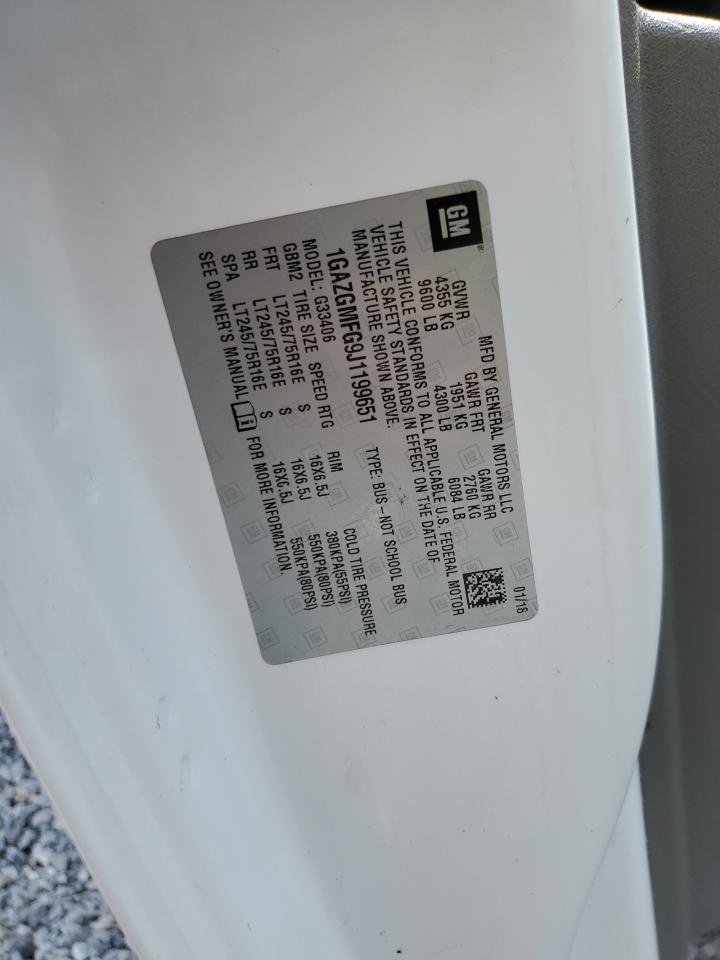 GM
MFD BY GENERAL MOTORS LLC 01/18
GVWR GAWR FRT GAWR RR
4355 KG 1951 KG 2760 KG
9600 LB 4300 LB 6084 LB
THIS VEHICLE CONFORMS TO ALL APPLICABLE U.S. FEDERAL MOTOR
VEHICLE SAFETY STANDARDS IN EFFECT ON THE DATE OF
MANUFACTURE SHOWN ABOVE.
1GAZGMFG9J1199651 TYPE: BUS – NOT SCHOOL BUS
MODEL: G33406
GBM2 TIRE SIZE SPEED RTG RIM COLD TIRE PRESSURE
FRT LT245/75R16E S 16X6.5J 380KPA(55PSI)
RR LT245/75R16E S 16X6.5J 550KPA(80PSI)
SPA LT245/75R16E S 16X6.5J 550KPA(80PSI)
SEE OWNER'S MANUAL i FOR MORE INFORMATION.